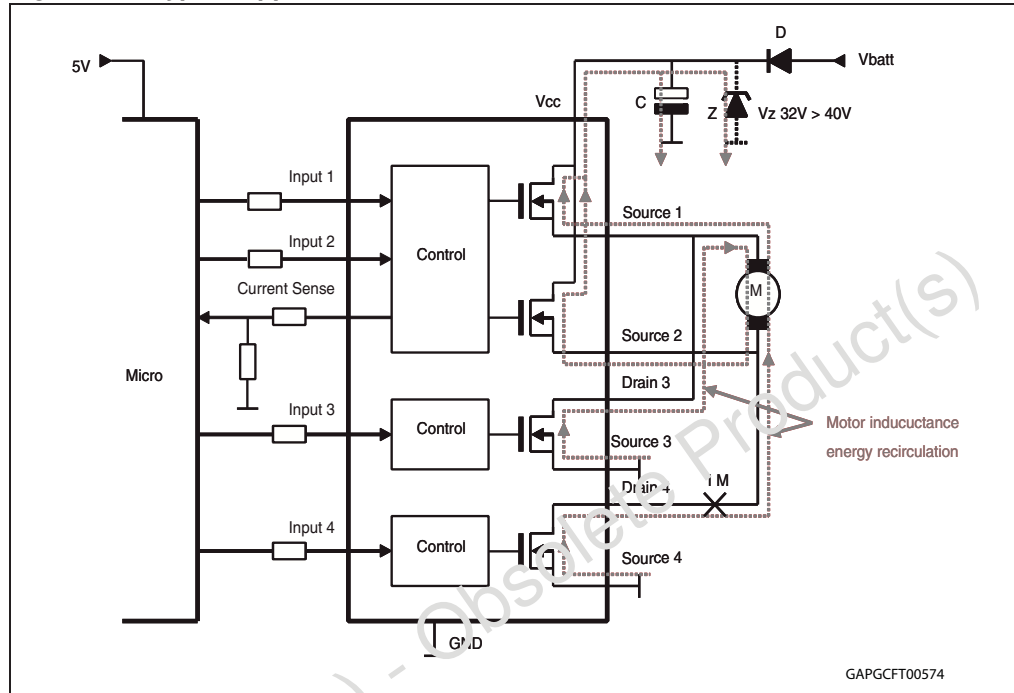 D
5V
Vbatt
Vcc
C
Z
Vz 32V > 40V
Input 1
Source 1
Input 2
Control
Current Sense
M
Source 2
Micro
Drain 3
Input 3
Control
Source 3
Motor inducuctance
energy recirculation
Drain 4
M
Input 4
Control
Source 4
GND
) - Obsolete Product(s)
GAPGCFT00574